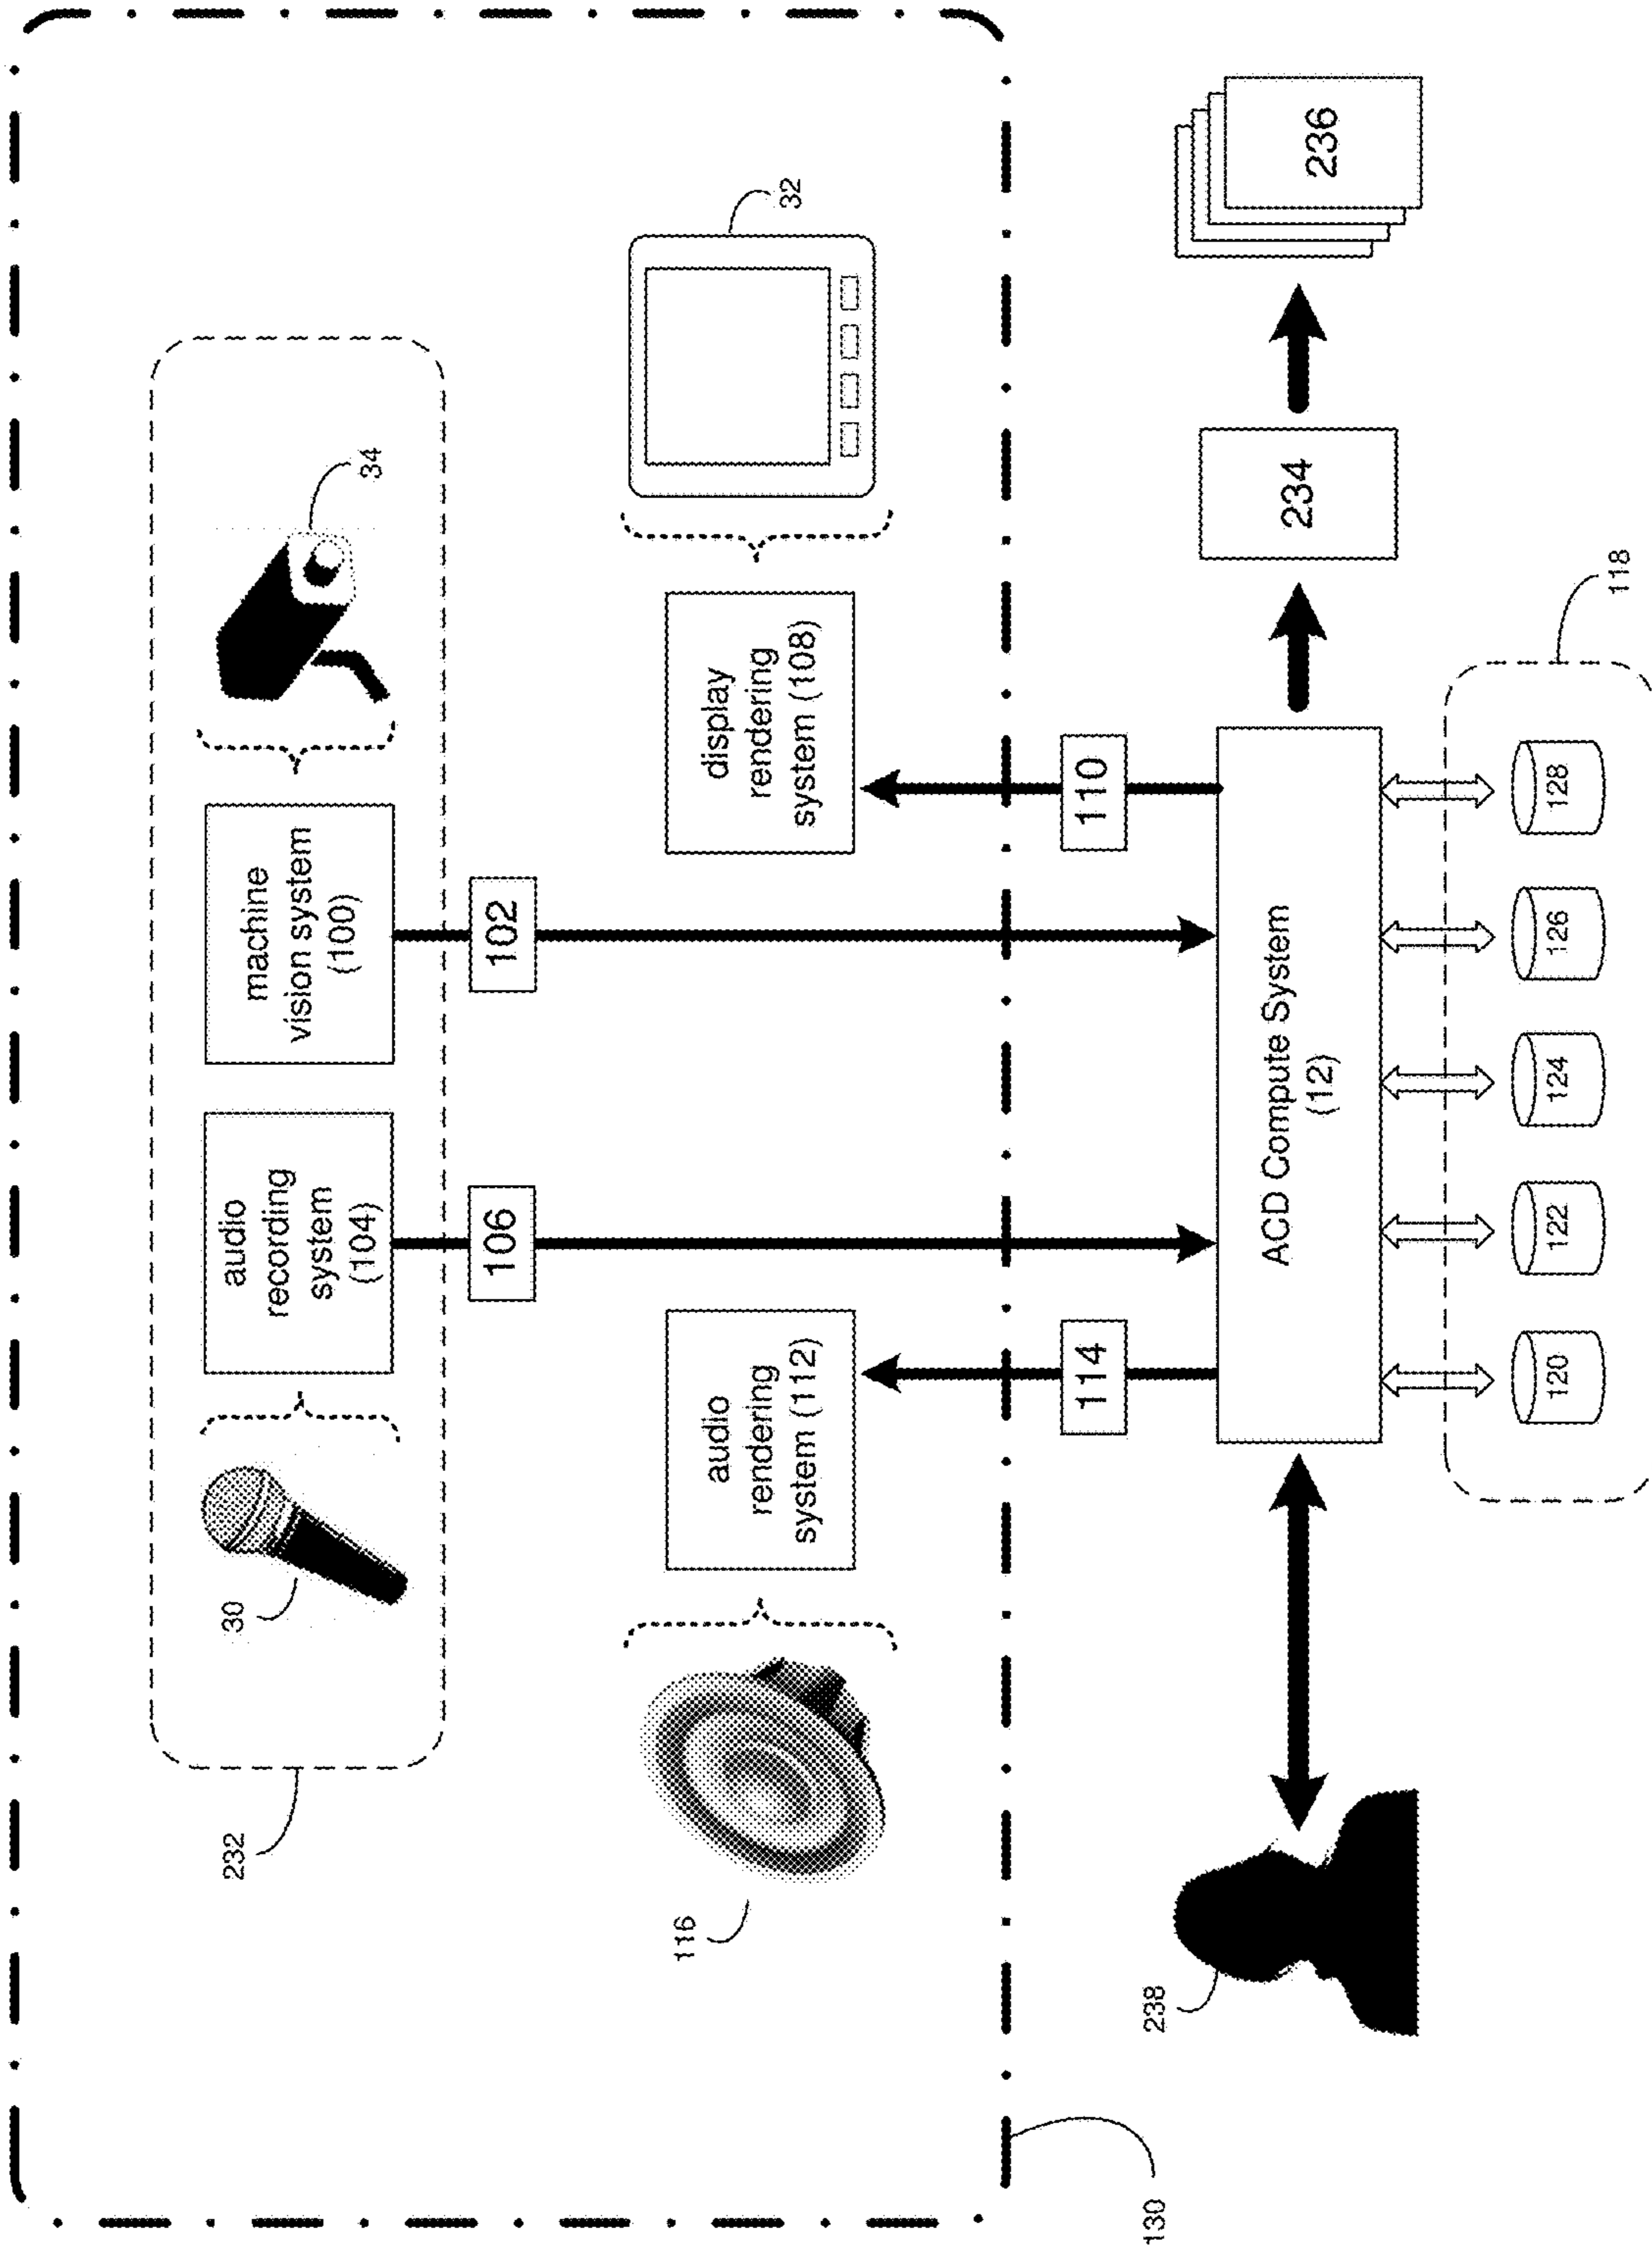 232
30
audio
recording
system
(104)
machine
vision system
(100)
34
106
102
116
audio
rendering
system (112)
display
rendering
system (108)
32
130
114
110
238
ACD Compute System
(12)
234
236
120
122
124
126
128
118